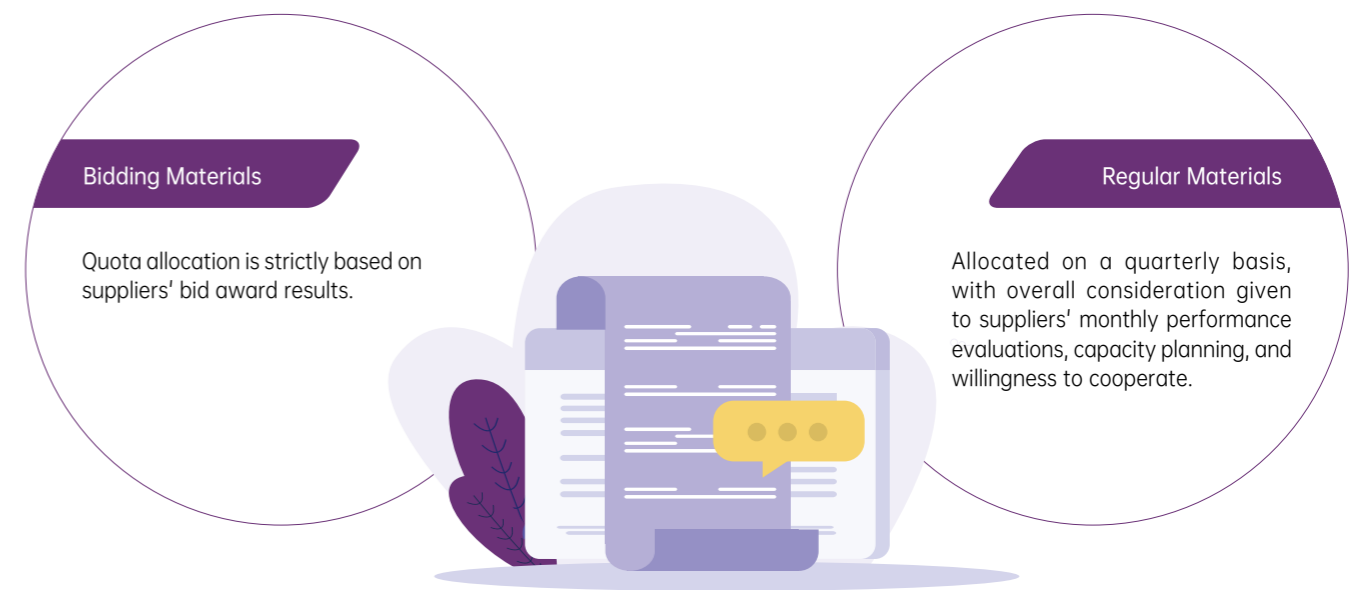 Bidding Materials
Quota allocation is strictly based on
suppliers' bid award results.
Regular Materials
Allocated on a quarterly basis,
with overall consideration given
to suppliers' monthly performance
evaluations, capacity planning, and
willingness to cooperate.